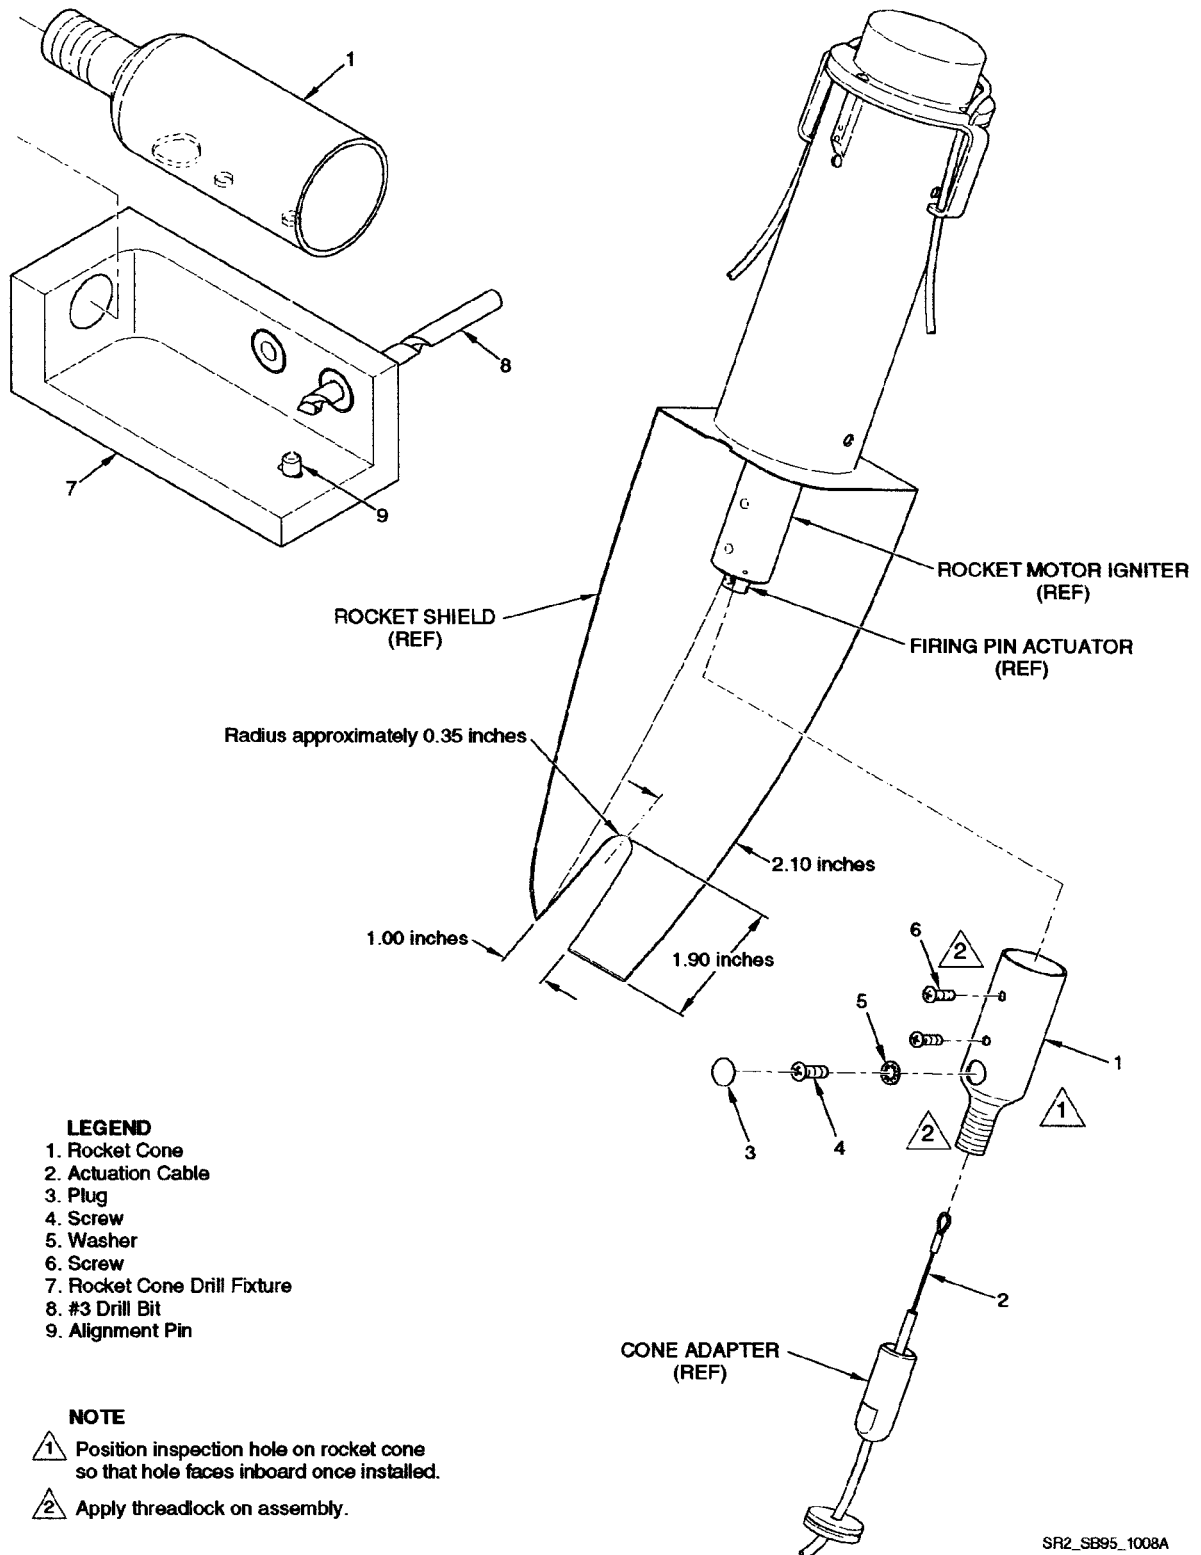 1
8
7
9
ROCKET MOTOR IGNITER
(REF)
ROCKET SHIELD
(REF)
FIRING PIN ACTUATOR
(REF)
Radius approximately 0.35 inches
2.10 inches
1.00 inches
1.90 inches
6
2
5
1
1
2
3
4
2
CONE ADAPTER
(REF)
LEGEND
1. Rocket Cone
2. Actuation Cable
3. Plug
4. Screw
5. Washer
6. Screw
7. Rocket Cone Drill Fixture
8. #3 Drill Bit
9. Alignment Pin
NOTE
1 Position inspection hole on rocket cone
so that hole faces inboard once installed.
2 Apply threadlock on assembly.
SR2_SB95_1008A